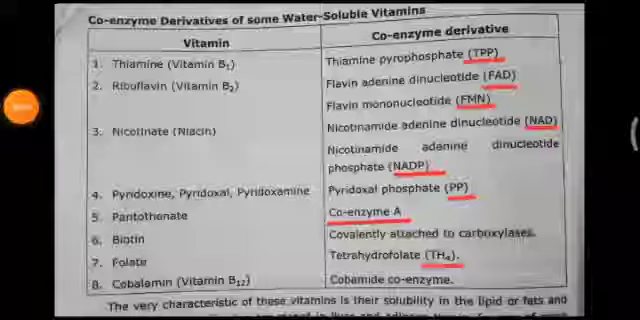 Co-enzyme Derivatives of some Water-Soluble Vitamins
Vitamin Co-enzyme derivative
1. Thiamine (Vitamin B₁) Thiamine pyrophosphate (TPP)
2. Riboflavin (Vitamin B₂) Flavin adenine dinucleotide (FAD)
Flavin mononucleotide (FMN)
3. Nicotinate (Niacin) Nicotinamide adenine dinucleotide (NAD)
Nicotinamide adenine dinucleotide
phosphate (NADP)
4. Pyridoxine, Pyridoxal, Pyridoxamine Pyridoxal phosphate (PP)
5. Pantothenate Co-enzyme A
6. Biotin Covalently attached to carboxylases.
7. Folate Tetrahydrofolate (TH₄).
8. Cobalamin (Vitamin B₁₂) Cobamide co-enzyme.
The very characteristic of these vitamins is their solubility in the lipid or fats and